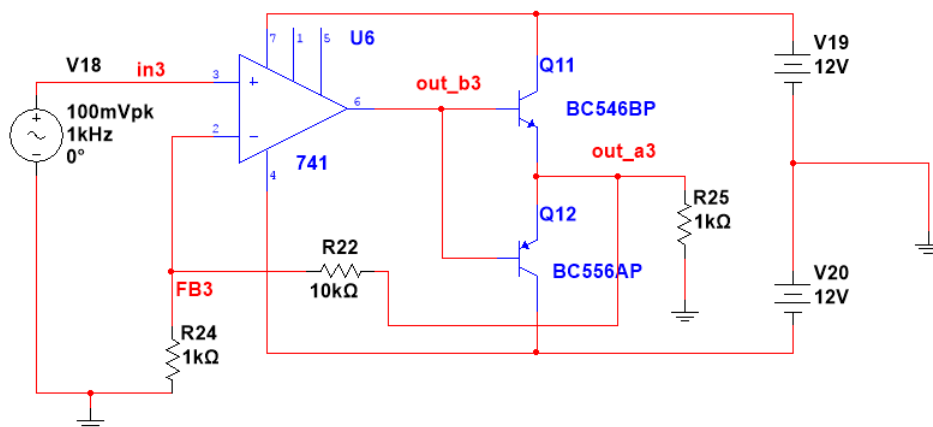 V18
in3
100mVpk
1kHz
0°
3
2
7
1
5
U6
6
741
4
out_b3
Q11
BC546BP
out_a3
Q12
BC556AP
R25
1kΩ
V19
12V
V20
12V
R22
10kΩ
FB3
R24
1kΩ